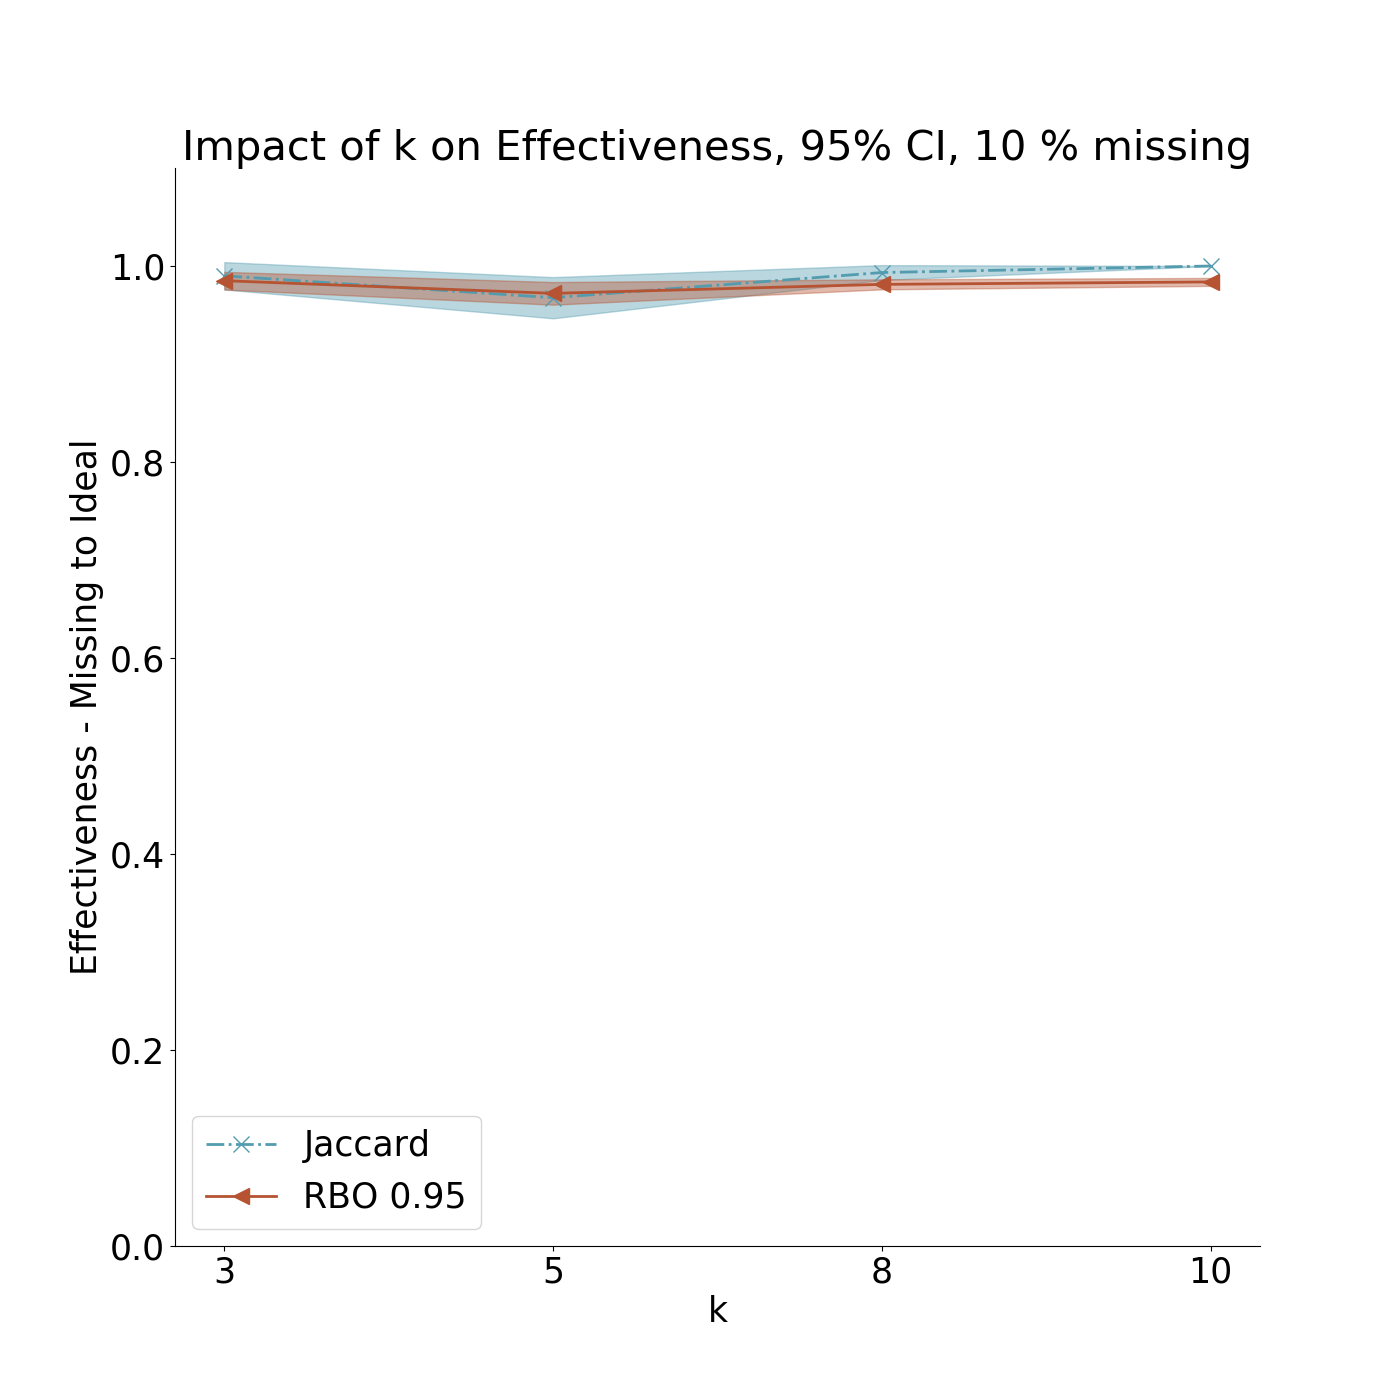 Impact of k on Effectiveness, 95% CI, 10 % missing
Effectiveness - Missing to Ideal
1.0
0.8
0.6
0.4
0.2
0.0
Jaccard
RBO 0.95
3 5 8 10
k